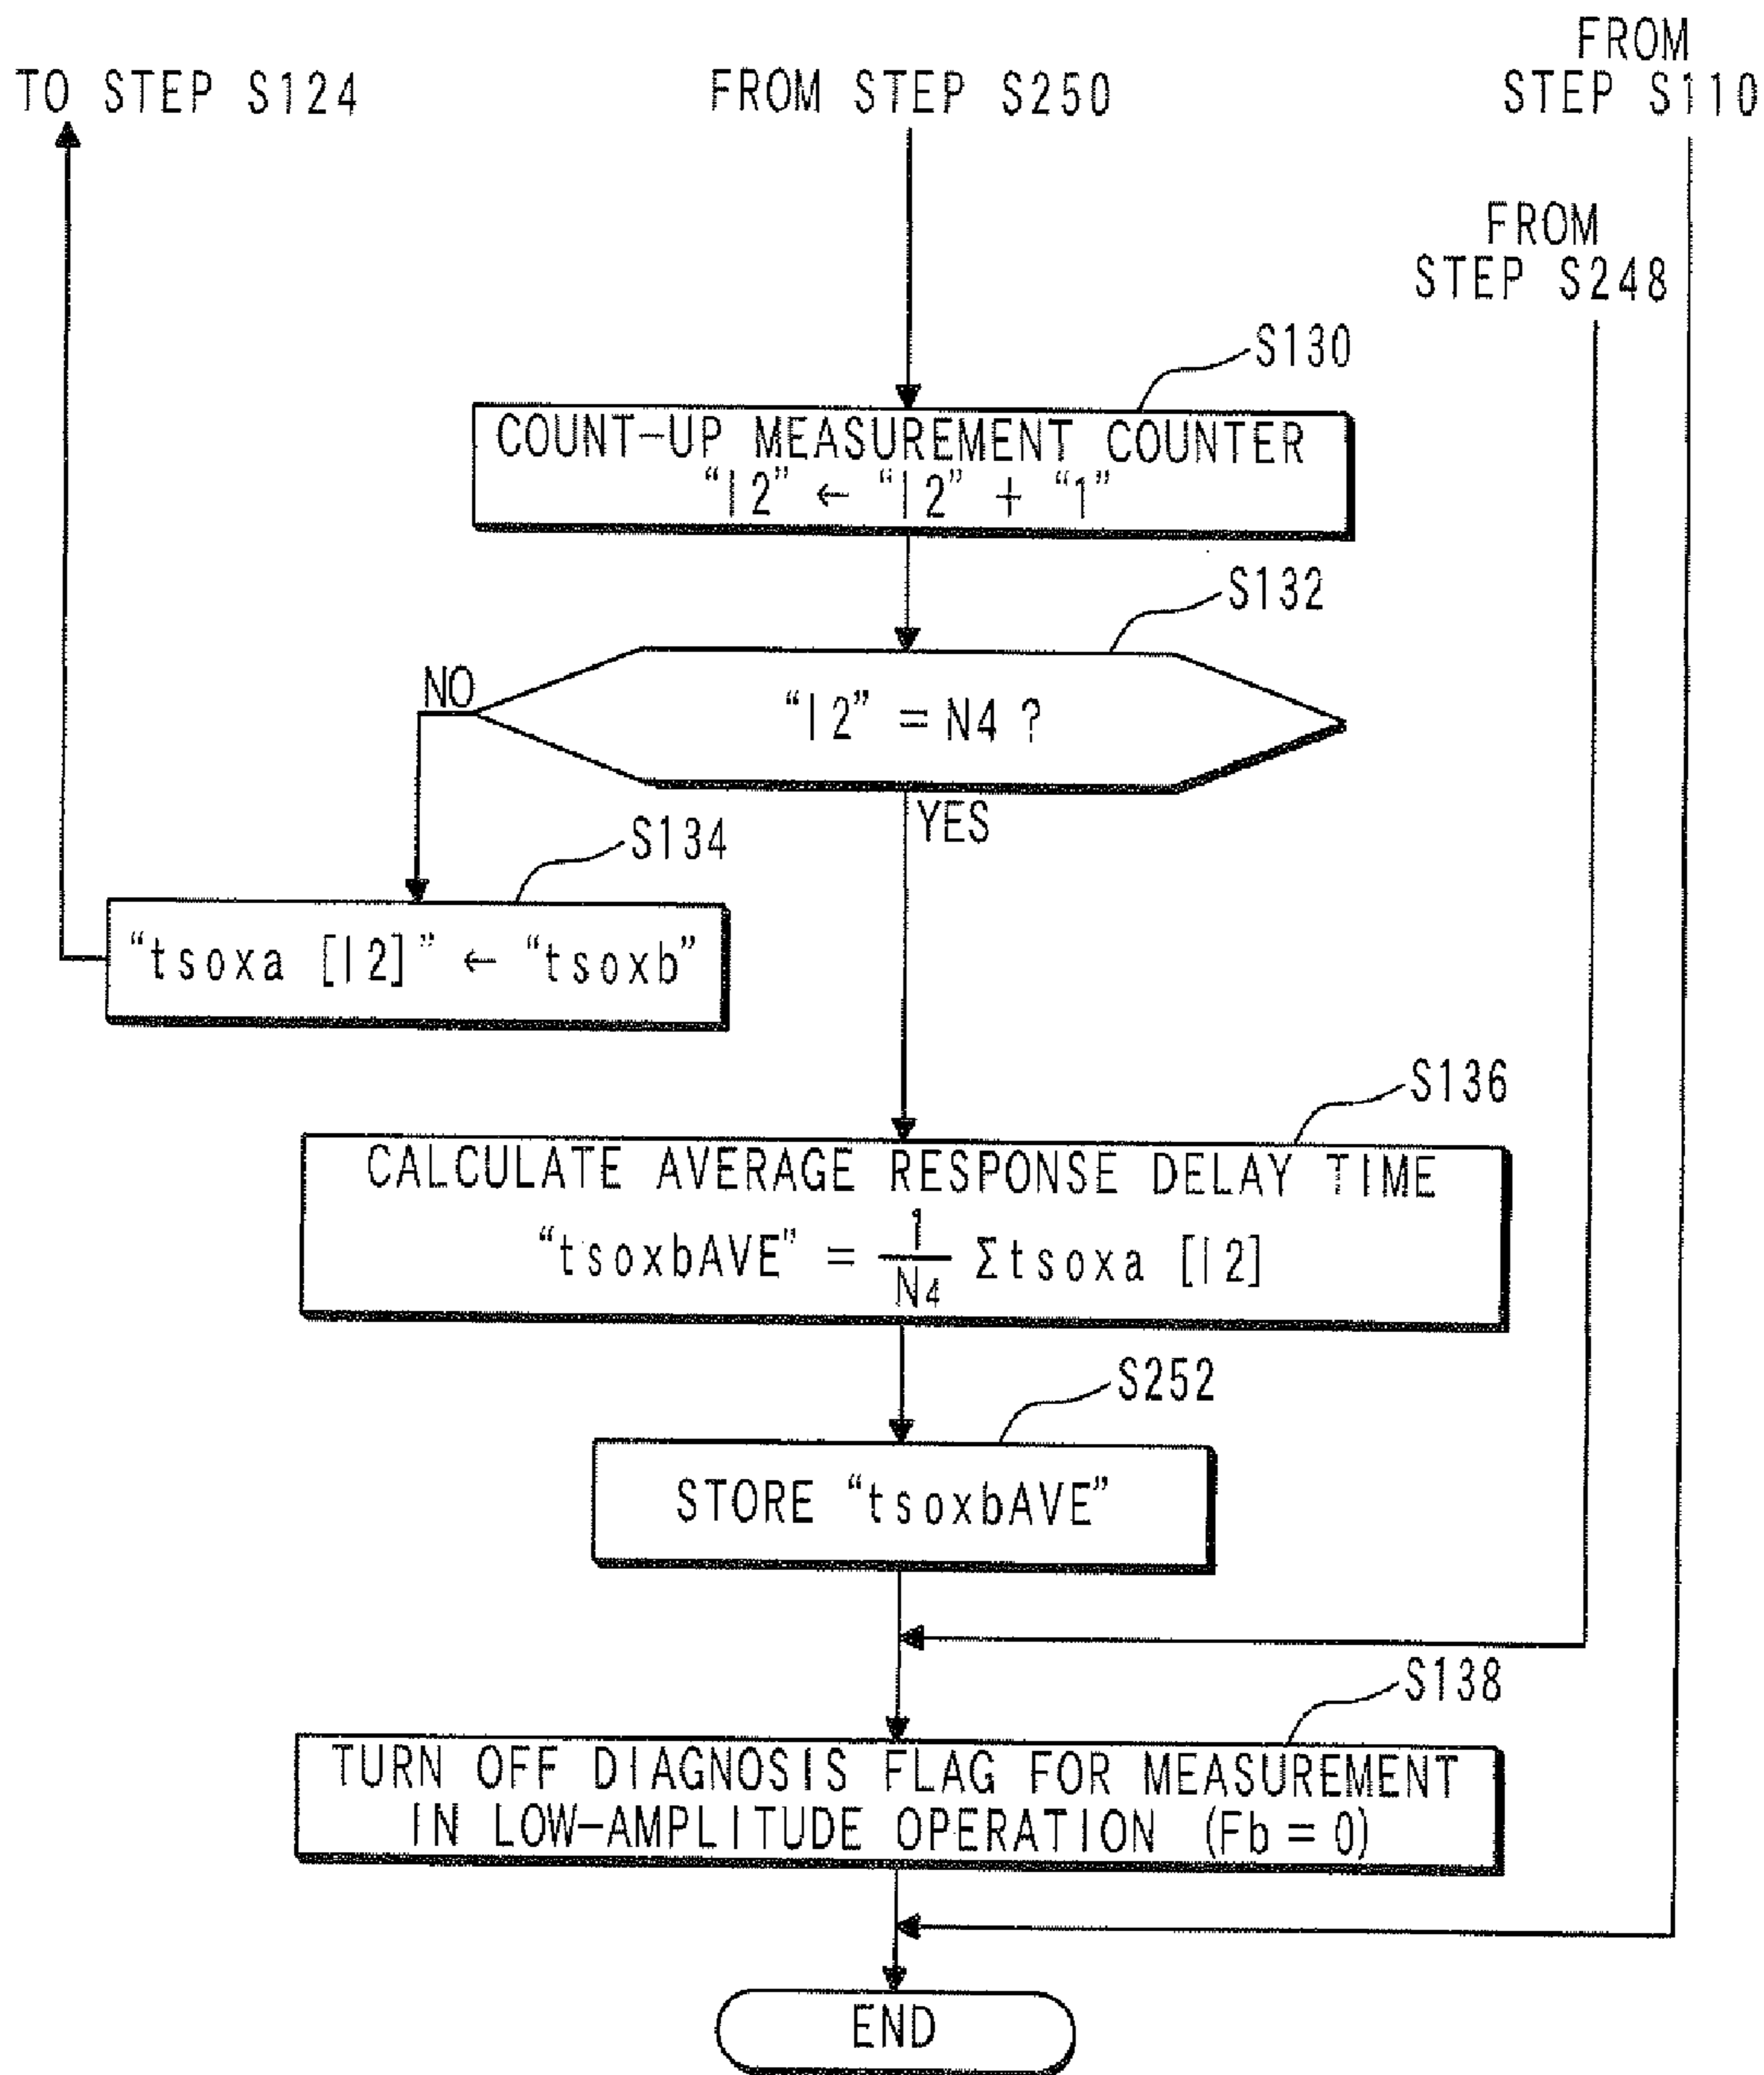 FROM
STEP S110
TO STEP S124
FROM STEP S250
FROM
STEP S248
S130
COUNT-UP MEASUREMENT COUNTER
“I2” ← “I2” + “1”
S132
NO
“I2” = N4 ?
YES
S134
“tsoxa [I2]” ← “tsoxb”
S136
CALCULATE AVERAGE RESPONSE DELAY TIME
“tsoxbAVE” = 1/N4 Σtsoxa [I2]
S252
STORE “tsoxbAVE”
S138
TURN OFF DIAGNOSIS FLAG FOR MEASUREMENT
IN LOW-AMPLITUDE OPERATION (Fb = 0)
END